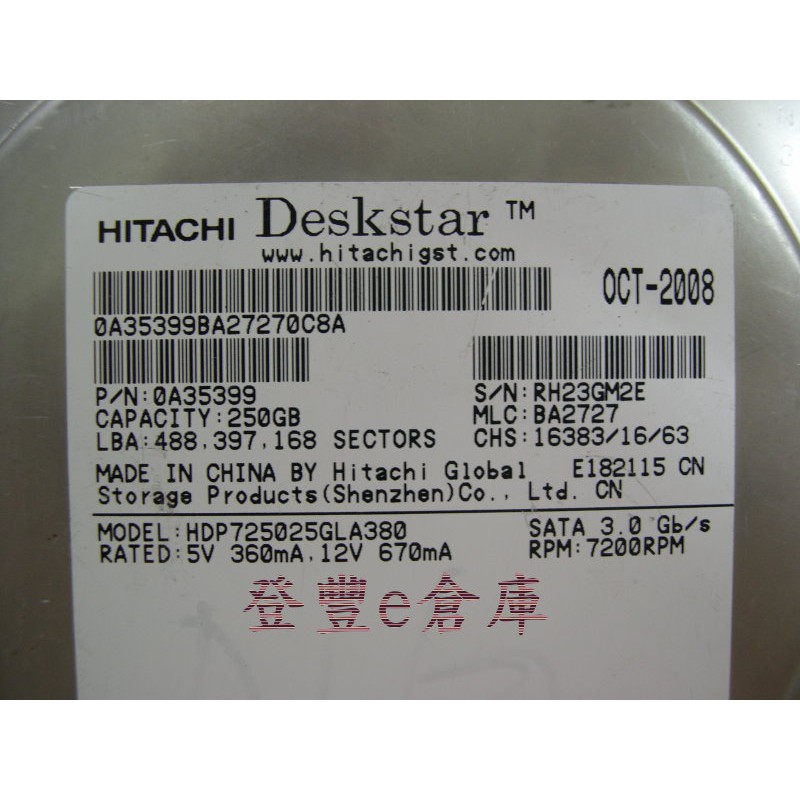 HITACHI Deskstar™
www.hitachigst.com
OCT-2008
0A35399BA27270C8A
P/N:0A35399 S/N:RH23GM2E
CAPACITY:250GB MLC:BA2727
LBA:488,397,168 SECTORS CHS:16383/16/63
MADE IN CHINA BY Hitachi Global E182115 CN
Storage Products(Shenzhen)Co., Ltd. CN
MODEL:HDP725025GLA380 SATA 3.0 Gb/s
RATED:5V 360mA,12V 670mA RPM:7200RPM
登豐e倉庫